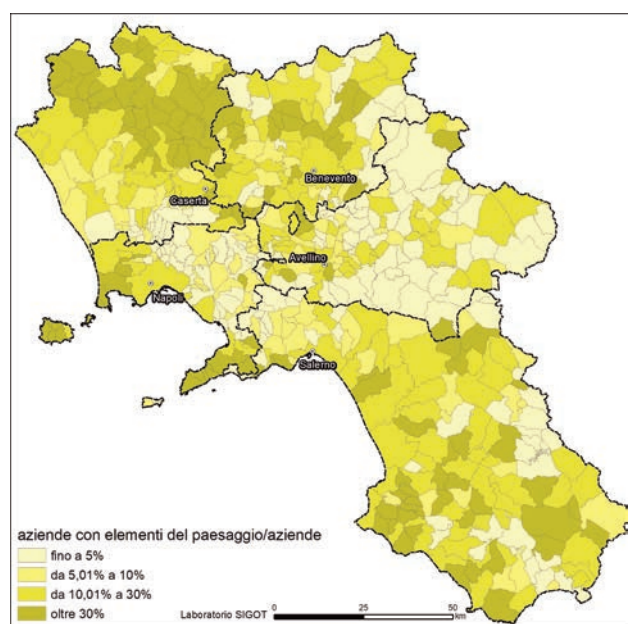 Benevento
Caserta
Avellino
Napoli
Salerno
aziende con elementi del paesaggio/aziende
fino a 5%
da 5,01% a 10%
da 10,01% a 30%
oltre 30%
Laboratorio SIGOT
0 25 50
km